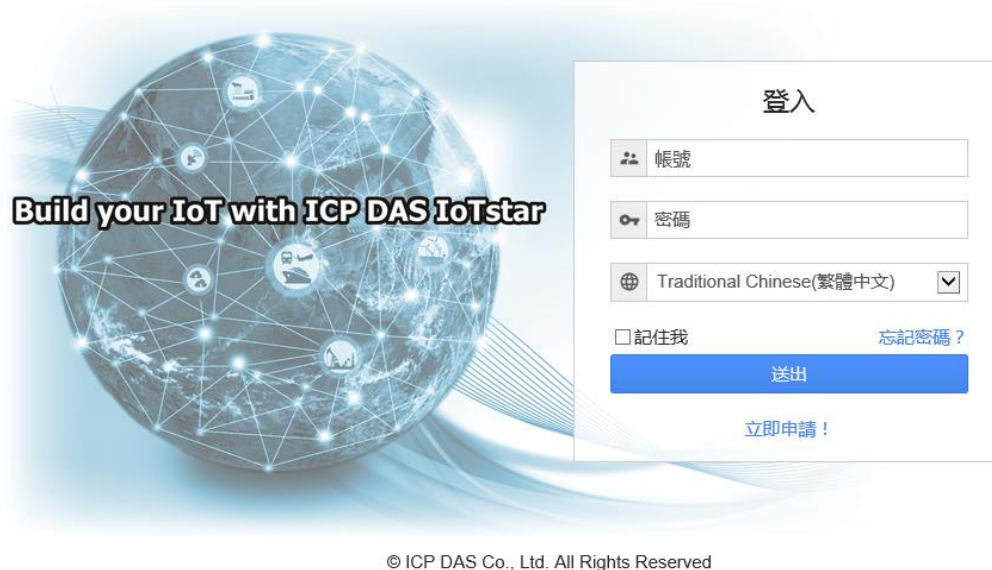 登入
帳號
Build your IoT with ICP DAS IoTstar
密碼
Traditional Chinese(繁體中文)
記住我 忘記密碼？
送出
立即申請！
© ICP DAS Co., Ltd. All Rights Reserved